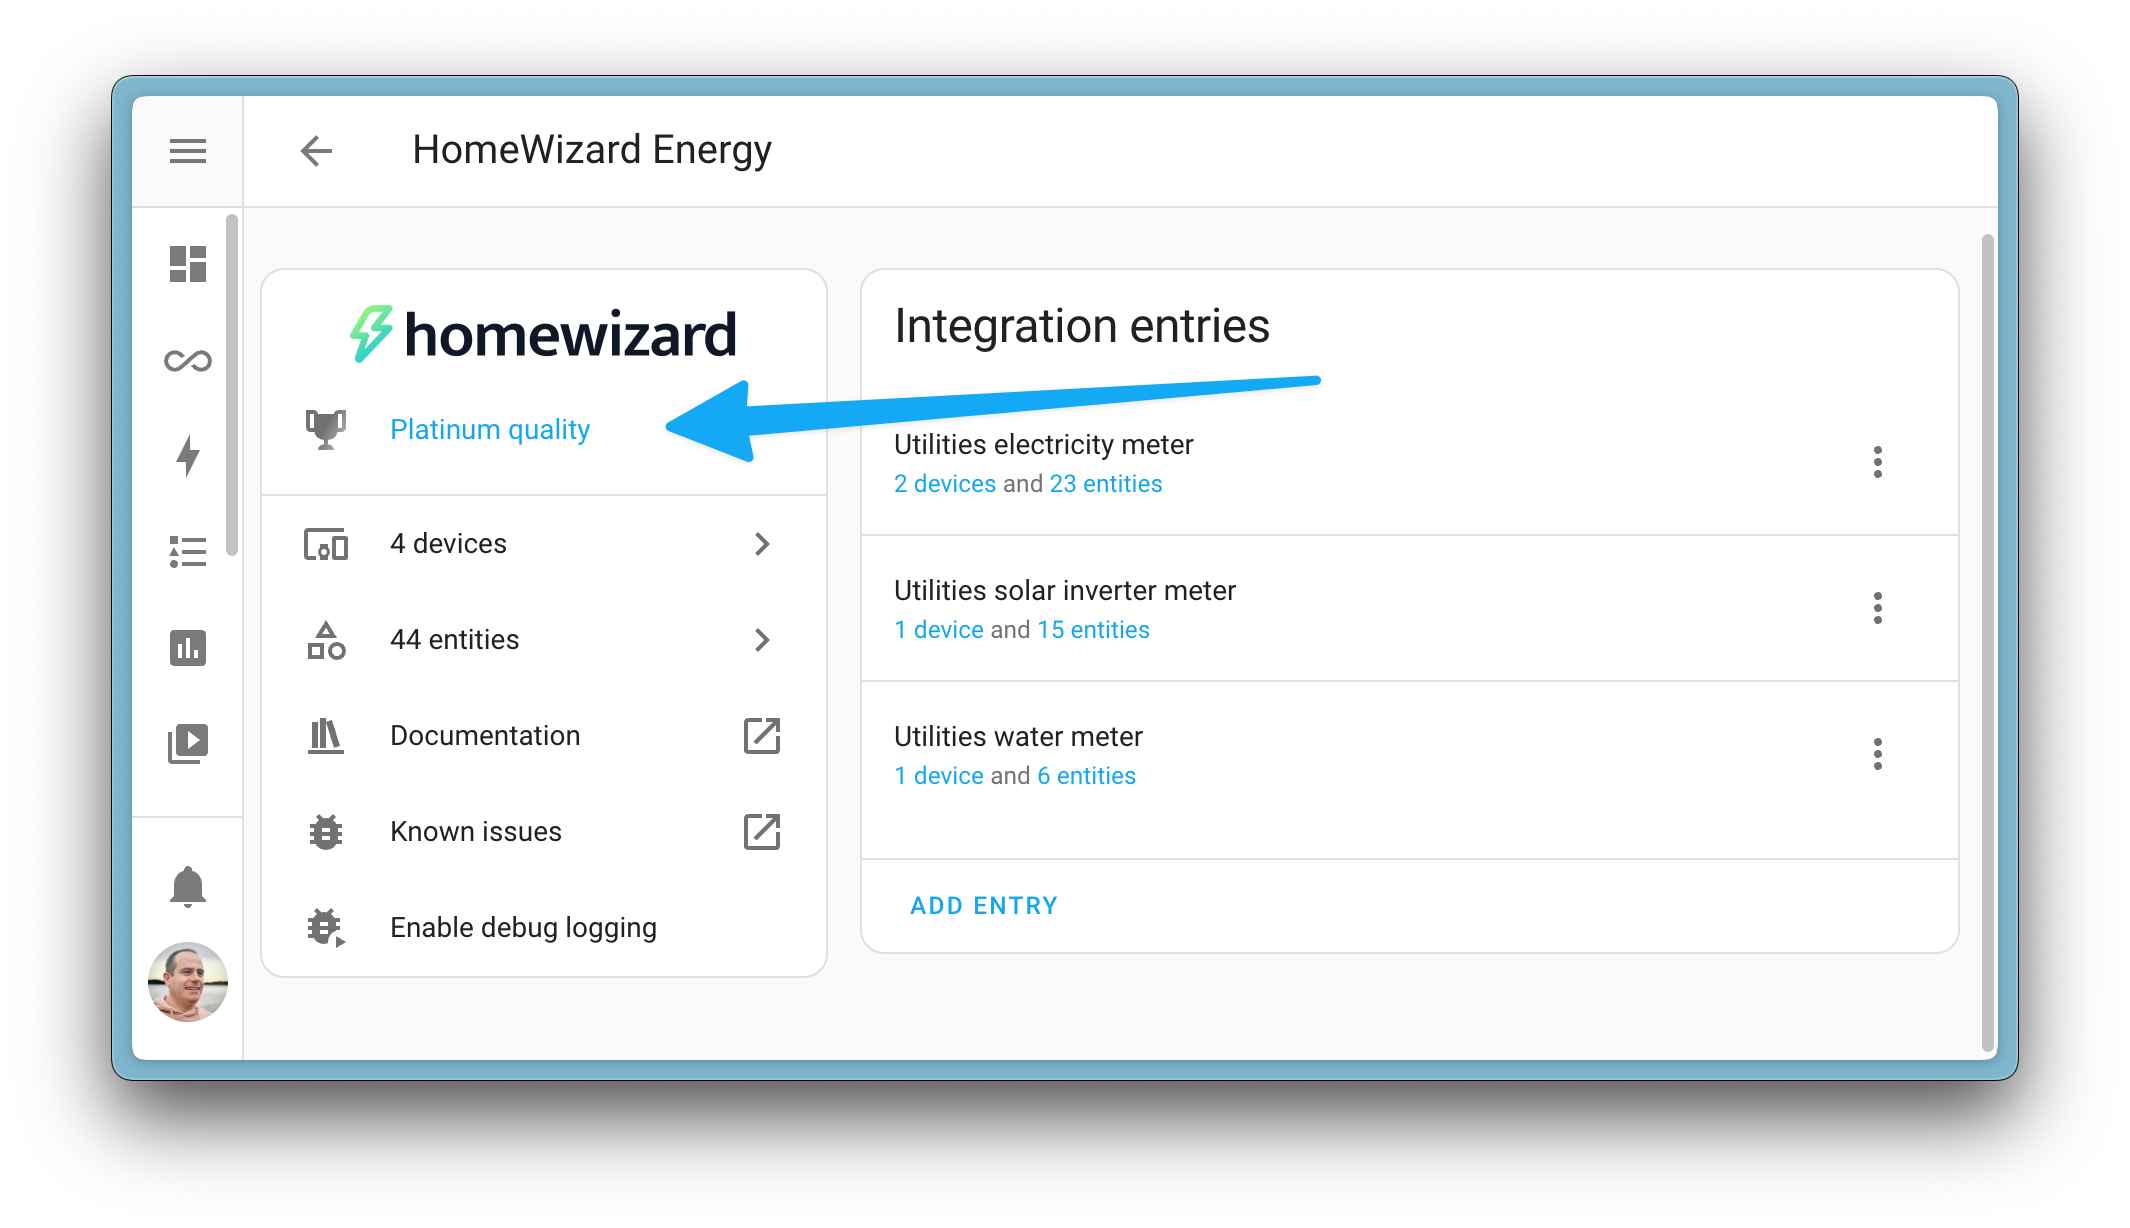 HomeWizard Energy
homewizard
Platinum quality
4 devices
44 entities
Documentation
Known issues
Enable debug logging
Integration entries
Utilities electricity meter
2 devices and 23 entities
Utilities solar inverter meter
1 device and 15 entities
Utilities water meter
1 device and 6 entities
ADD ENTRY